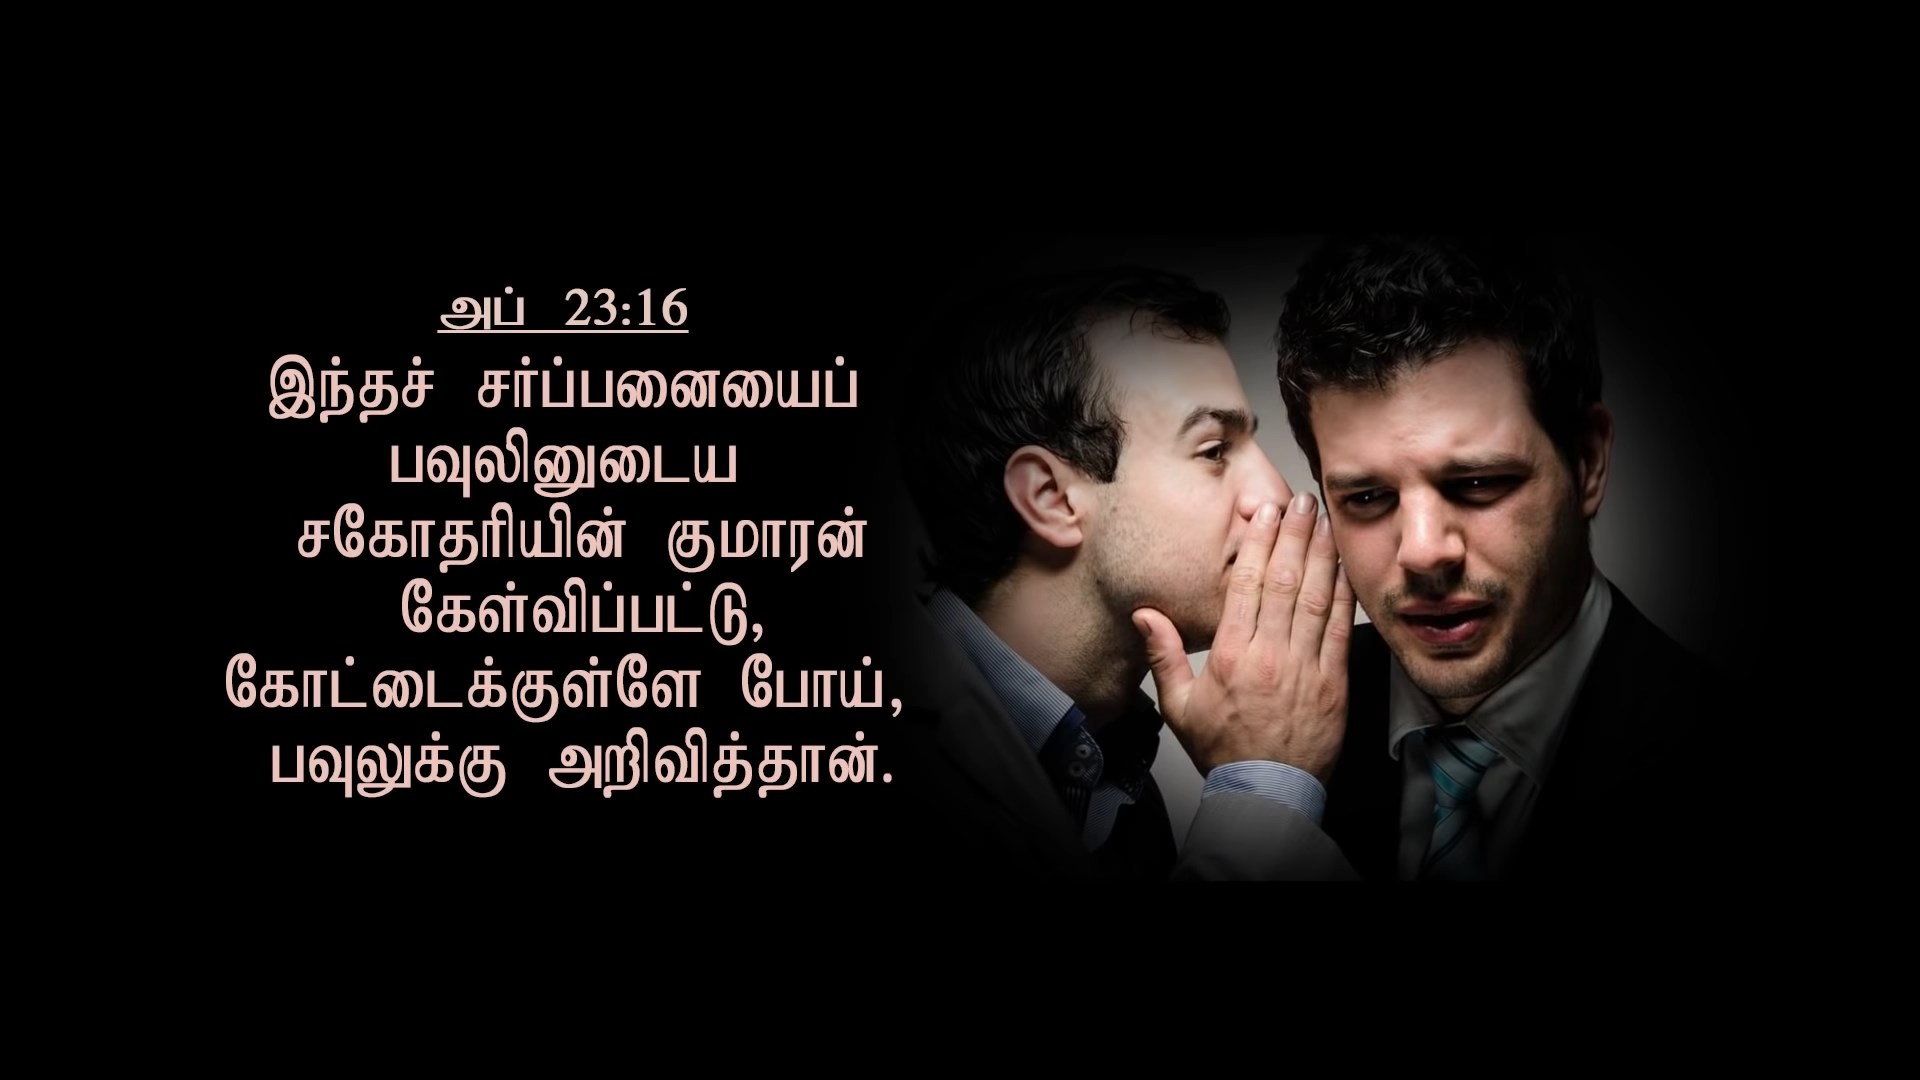 அப் 23:16
இந்தச் சர்ப்பனையைப்
பவுலினுடைய
சகோதரியின் குமாரன்
கேள்விப்பட்டு,
கோட்டைக்குள்ளே போய்,
பவுலுக்கு அறிவித்தான்.